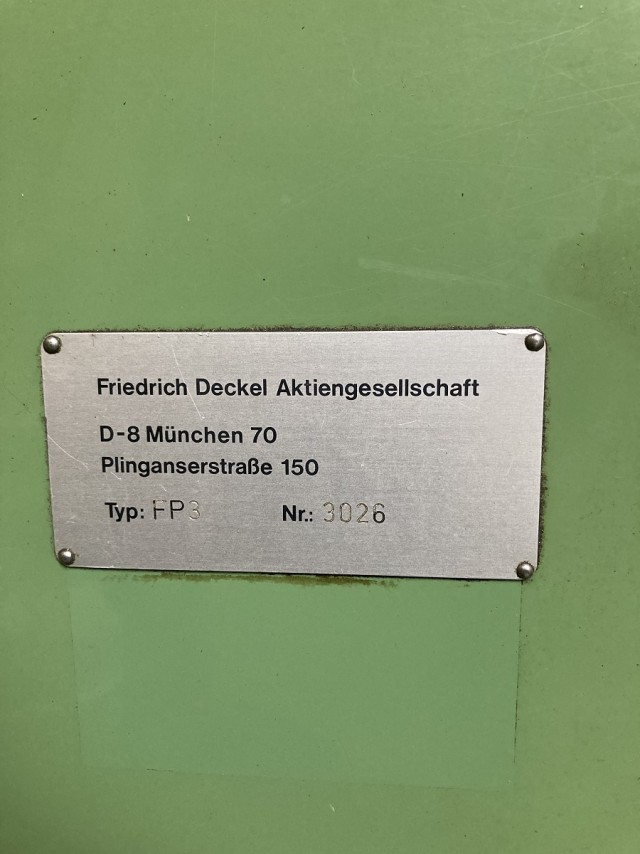 Friedrich Deckel Aktiengesellschaft
D-8 München 70
Plinganserstraße 150
Typ: FP3 Nr.: 3026